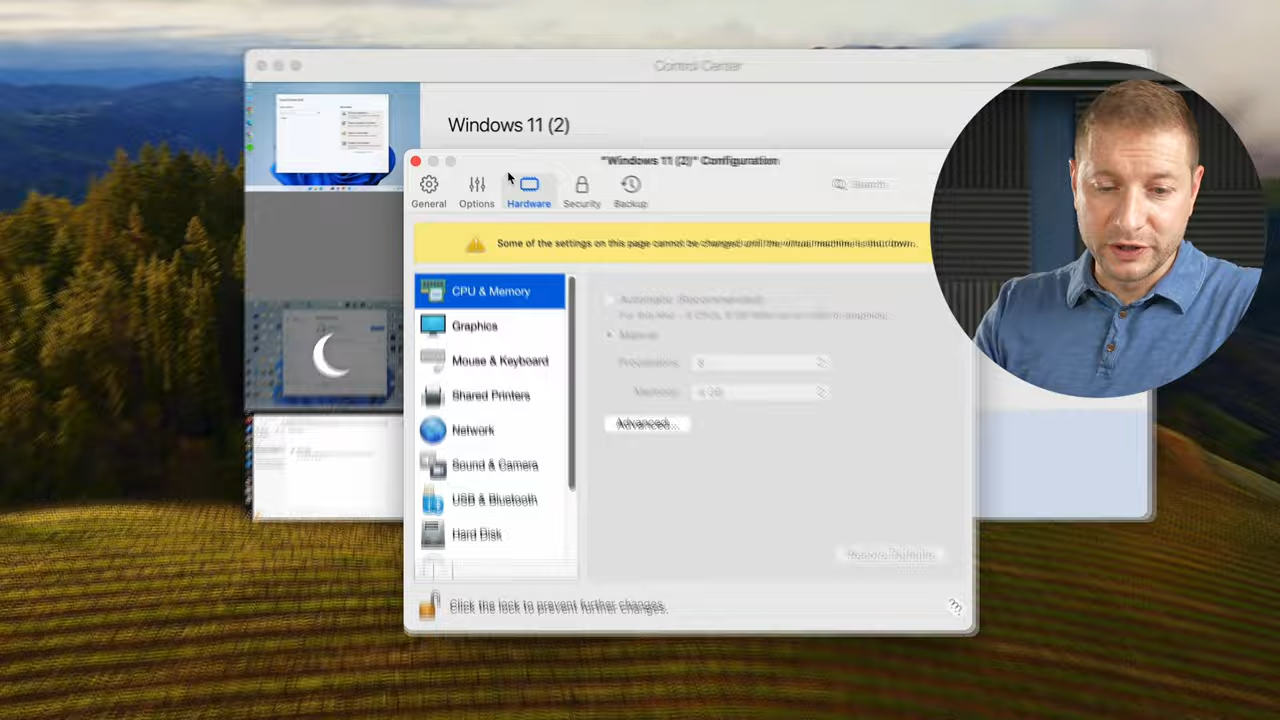 Control Center
Windows 11 (2)
"Windows 11 (2)" Configuration
General
Options
Hardware
Security
Backup
Search
Some of the settings on this page cannot be changed until the virtual machine is shut down.
CPU & Memory
Graphics
Mouse & Keyboard
Shared Printers
Network
Sound & Camera
USB & Bluetooth
Hard Disk
Automatic (Recommended)
Manual
Processors:
8
Memory:
Advanced...
Restore Defaults
Click the lock to prevent further changes.
?